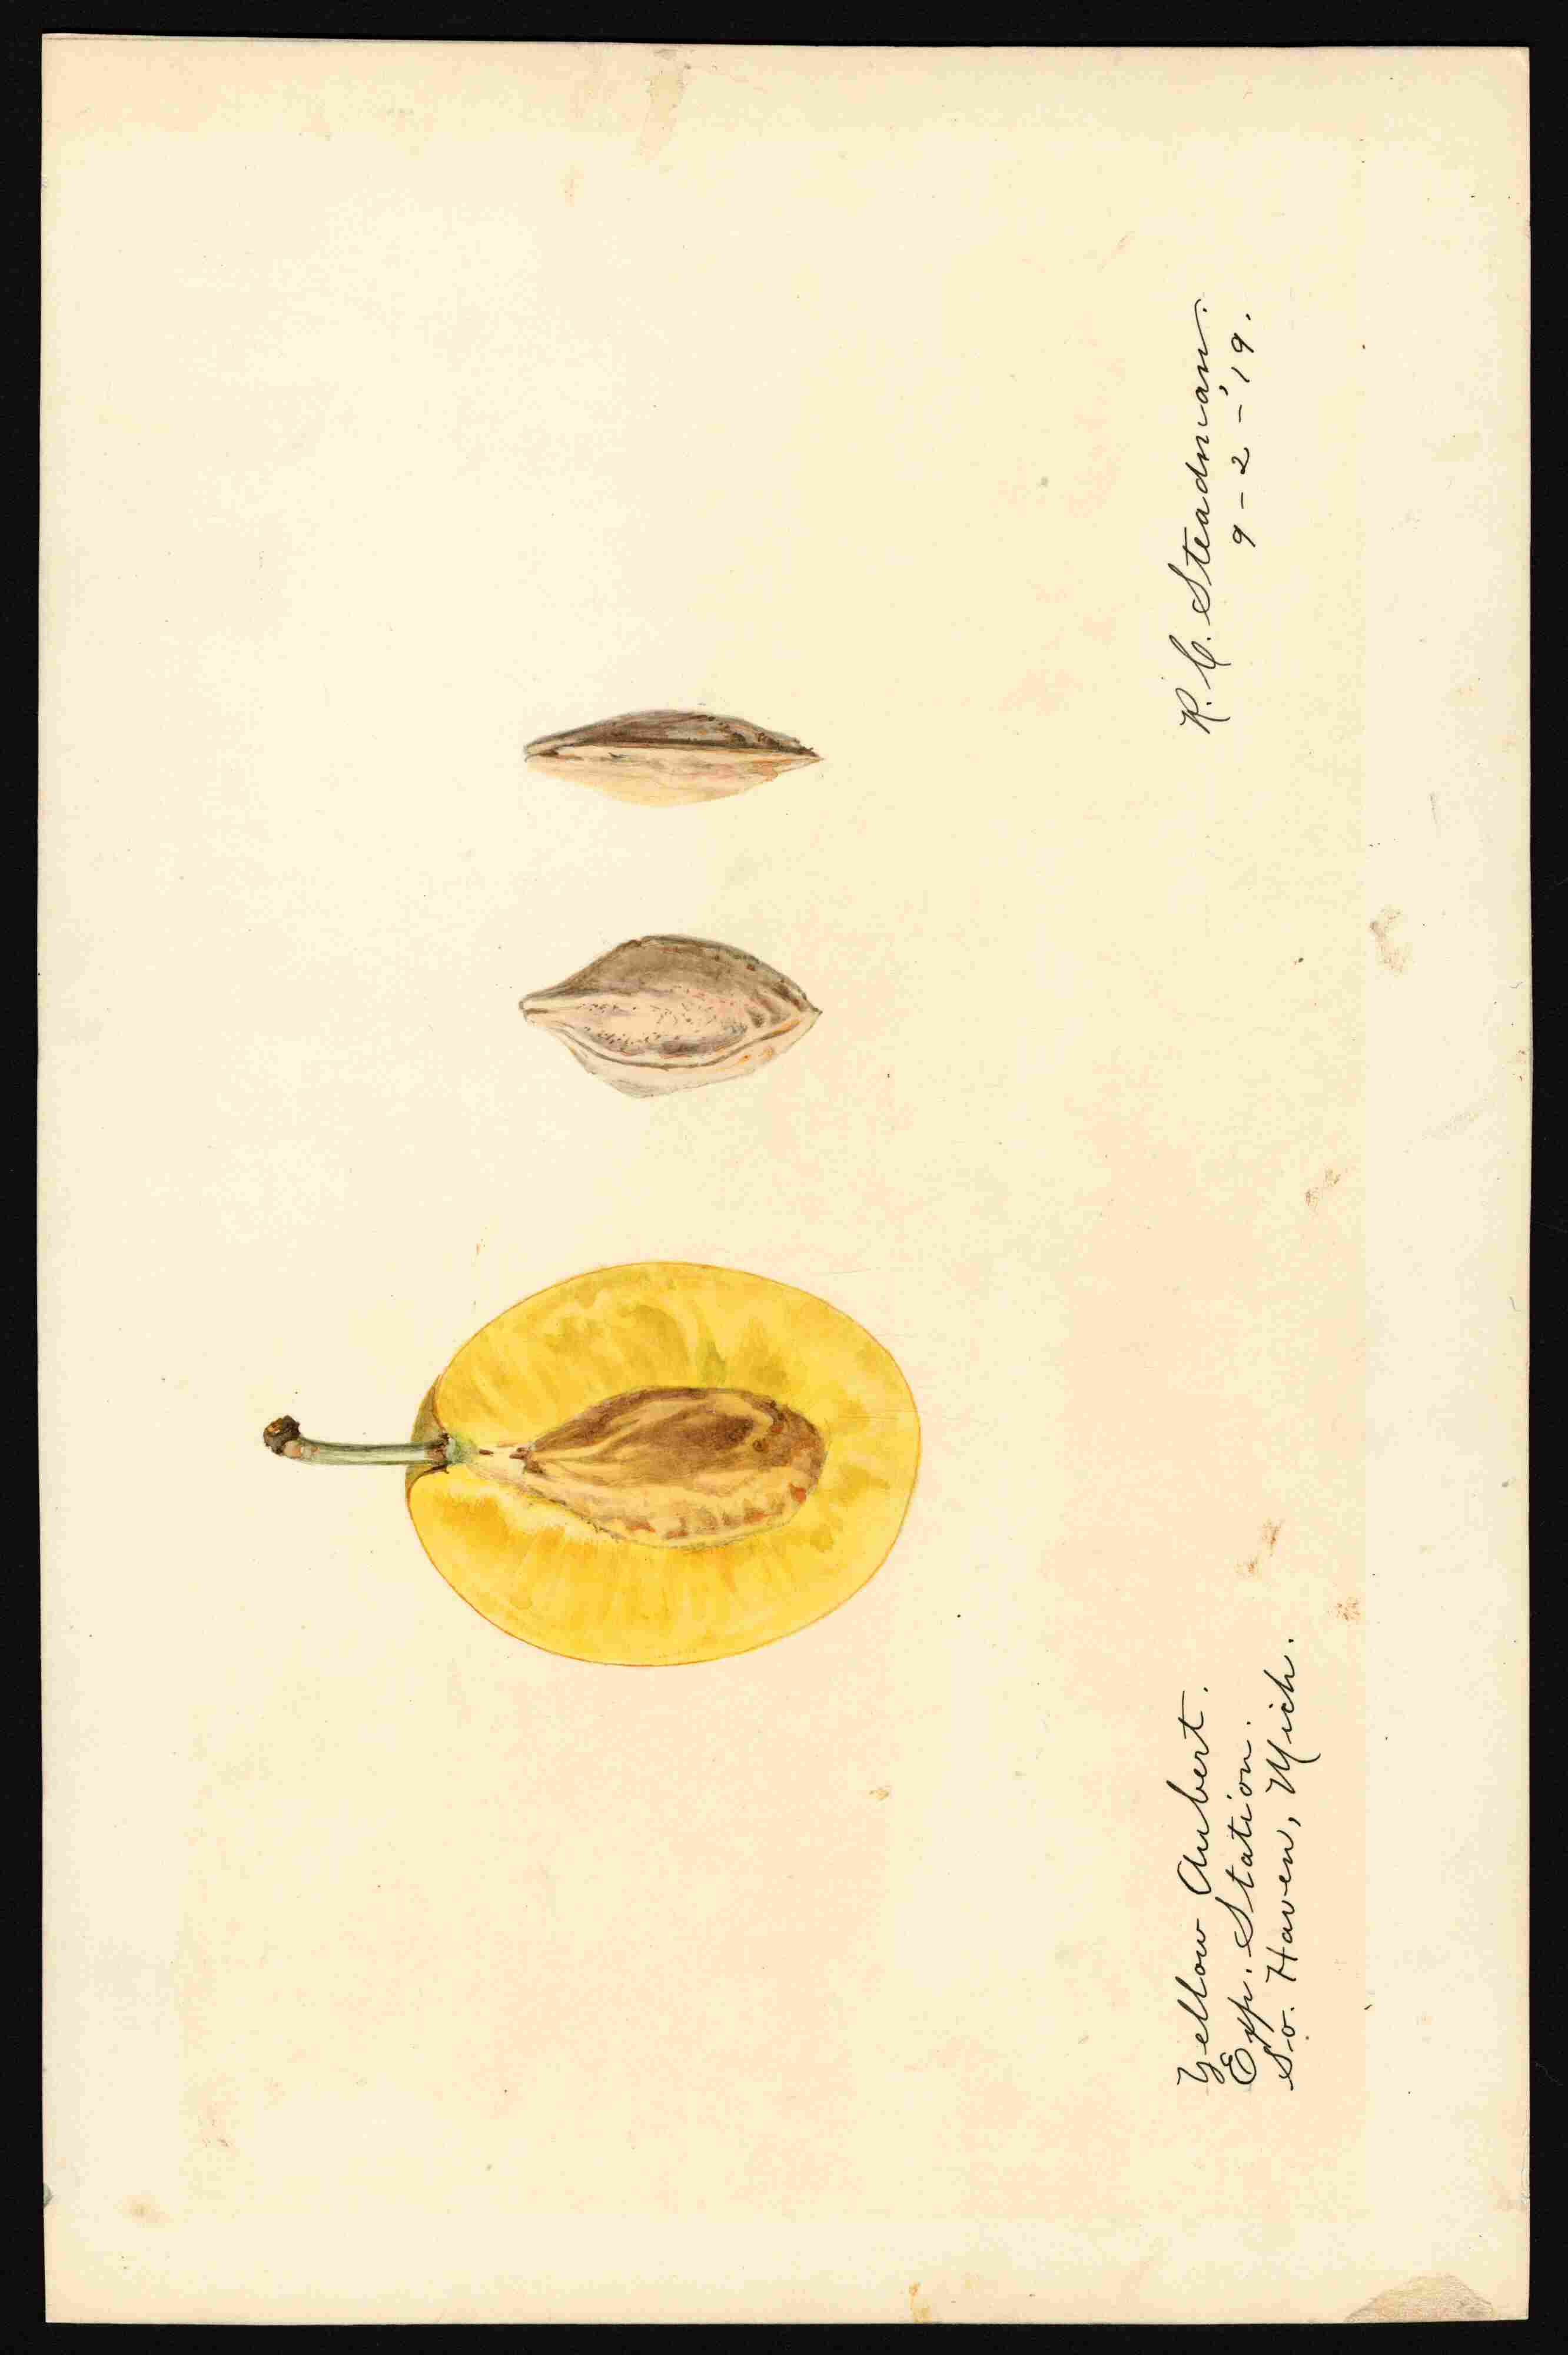 Yellow Aubert.
Exp. Station.
So. Haven, Mich.
R. C. Steadman.
9-2-'19.